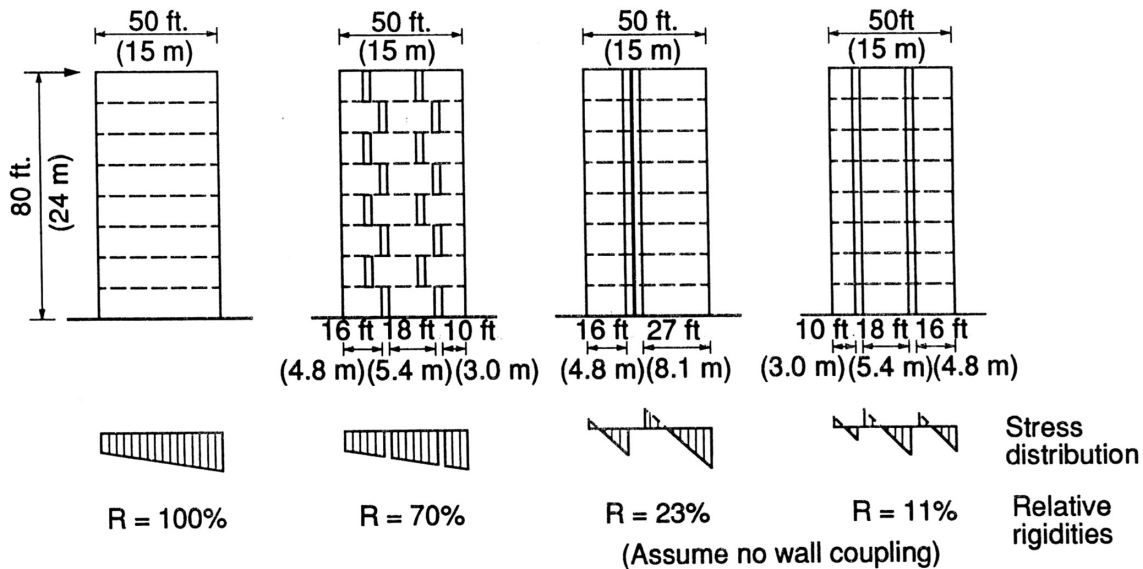 50 ft.
(15 m)
50 ft.
(15 m)
50 ft.
(15 m)
50ft
(15 m)
80 ft.
(24 m)
16 ft 18 ft 10 ft
(4.8 m)(5.4 m)(3.0 m)
16 ft 27 ft
(4.8 m)(8.1 m)
10 ft 18 ft 16 ft
(3.0 m)(5.4 m)(4.8 m)
Stress
distribution
R = 100%
R = 70%
R = 23%
R = 11%
Relative
rigidities
(Assume no wall coupling)